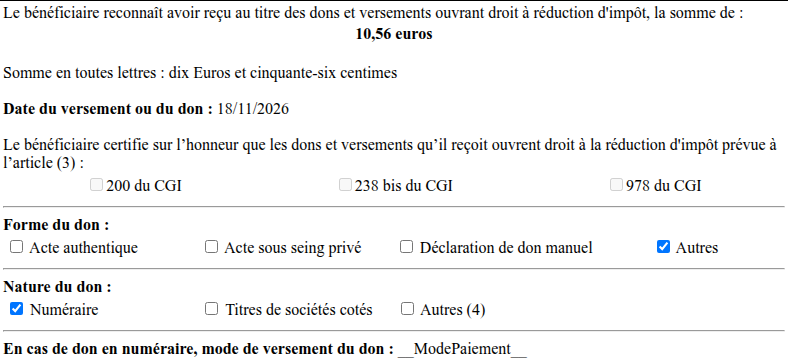 Le bénéficiaire reconnaît avoir reçu au titre des dons et versements ouvrant droit à réduction d'impôt, la somme de :
10,56 euros
Somme en toutes lettres : dix Euros et cinquante-six centimes
Date du versement ou du don : 18/11/2026
Le bénéficiaire certifie sur l’honneur que les dons et versements qu’il reçoit ouvrent droit à la réduction d'impôt prévue à
l’article (3) :
200 du CGI 238 bis du CGI 978 du CGI
Forme du don :
Acte authentique Acte sous seing privé Déclaration de don manuel Autres
Nature du don :
Numéraire Titres de sociétés cotés Autres (4)
En cas de don en numéraire, mode de versement du don : __ModePaiement__